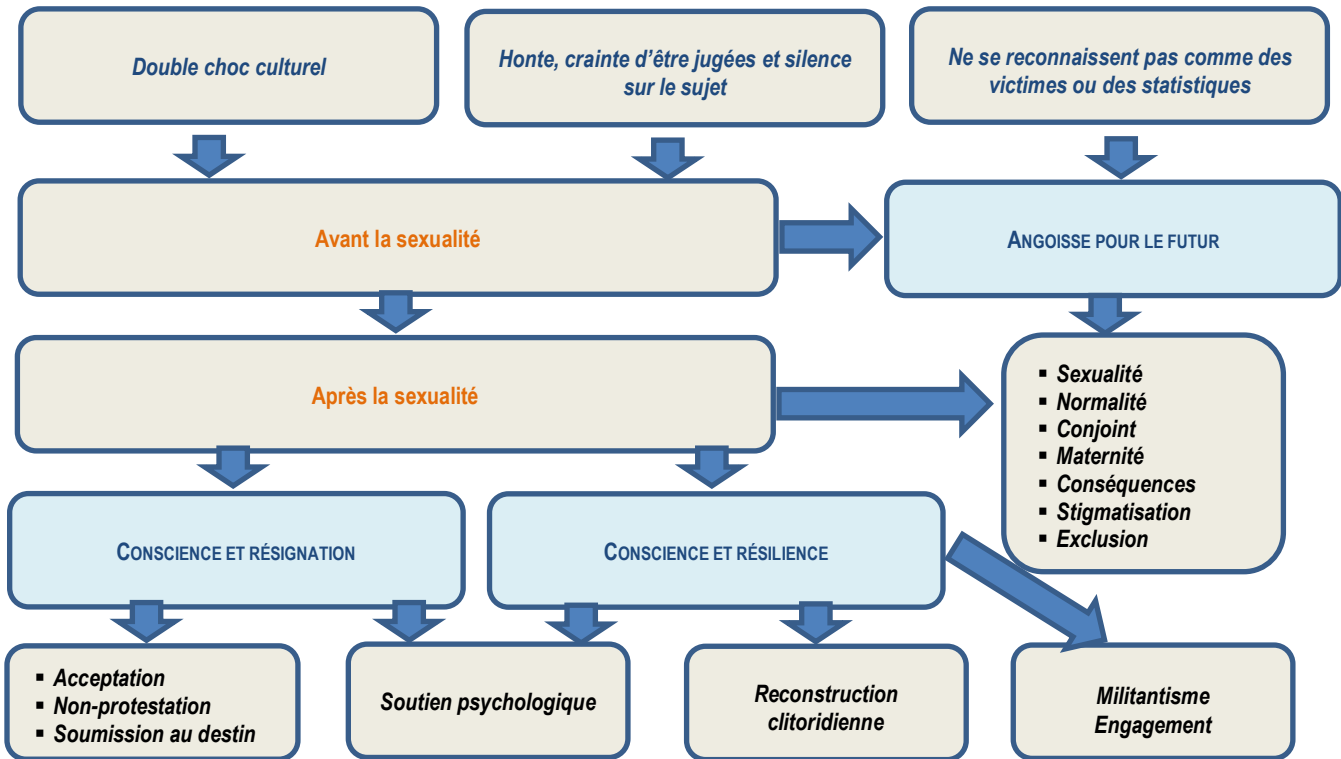 Double choc culturel
Honte, crainte d’être jugées et silence
sur le sujet
Ne se reconnaissent pas comme des
victimes ou des statistiques
Avant la sexualité
ANGOISSE POUR LE FUTUR
Après la sexualité
▪ Sexualité
▪ Normalité
▪ Conjoint
▪ Maternité
▪ Conséquences
▪ Stigmatisation
▪ Exclusion
CONSCIENCE ET RÉSIGNATION
CONSCIENCE ET RÉSILIENCE
▪ Acceptation
▪ Non-protestation
▪ Soumission au destin
Soutien psychologique
Reconstruction
clitoridienne
Militantisme
Engagement